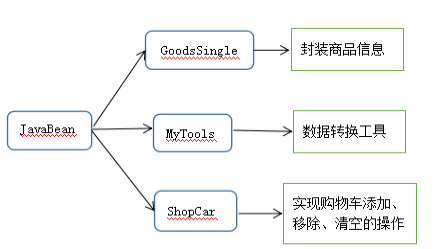 GoodsSingle
封装商品信息
JavaBean
MyTools
数据转换工具
ShopCar
实现购物车添加、
移除、清空的操作